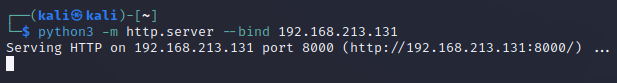 ┌──(kali㉿kali)-[~]
└─$ python3 -m http.server --bind 192.168.213.131
Serving HTTP on 192.168.213.131 port 8000 (http://192.168.213.131:8000/) ...